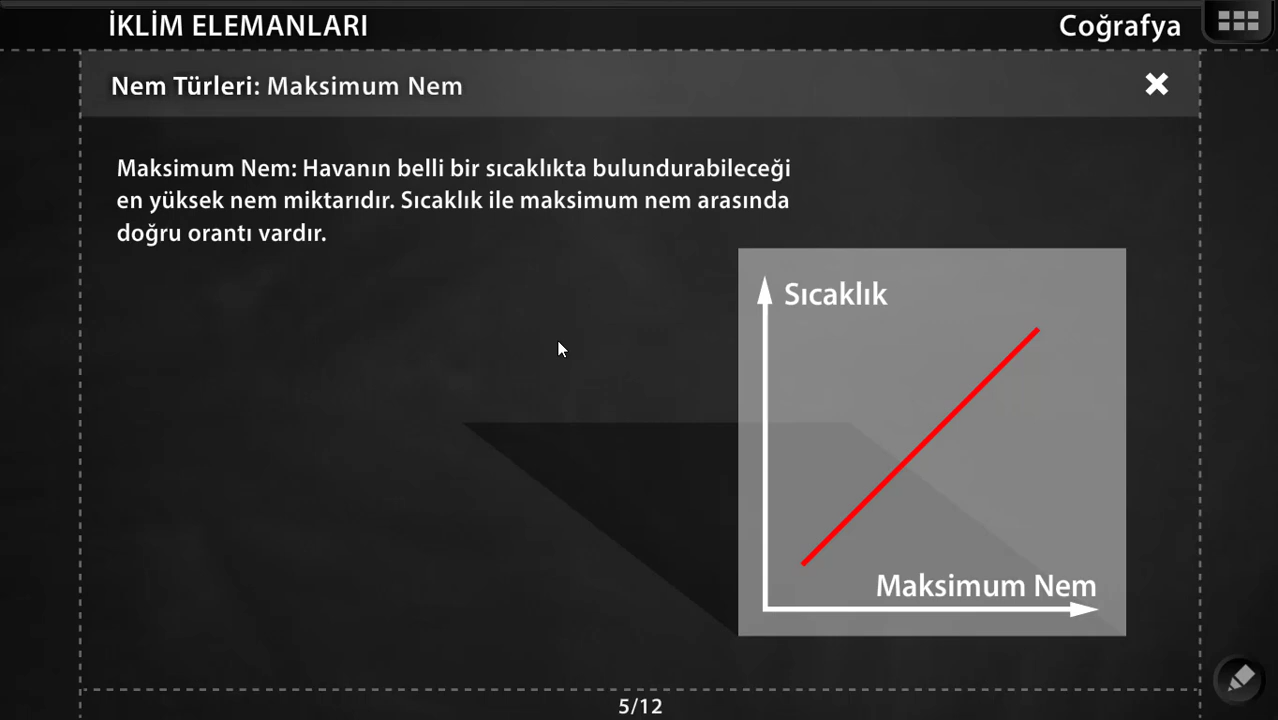 İKLİM ELEMANLARI
Coğrafya
Nem Türleri: Maksimum Nem
Maksimum Nem: Havanın belli bir sıcaklıkta bulundurabileceği
en yüksek nem miktarıdır. Sıcaklık ile maksimum nem arasında
doğru orantı vardır.
Sıcaklık
Maksimum Nem
5/12